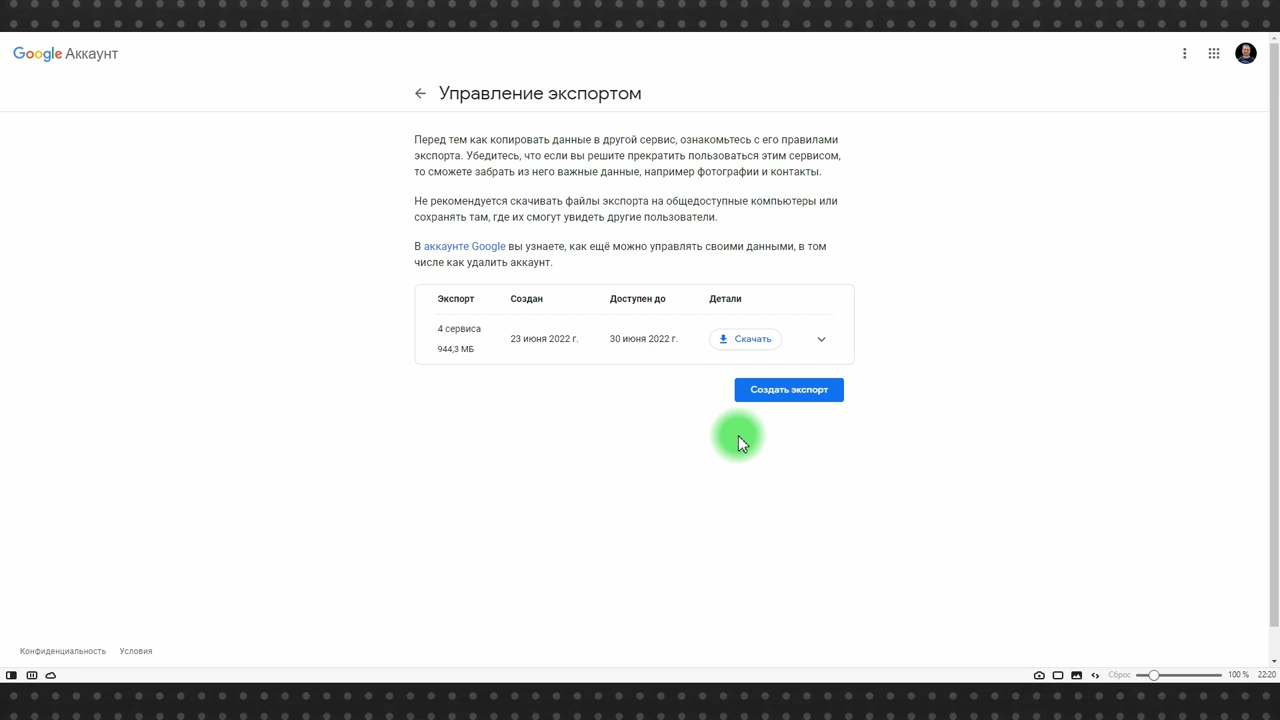 Google Аккаунт
Управление экспортом
Перед тем как копировать данные в другой сервис, ознакомьтесь с его правилами
экспорта. Убедитесь, что если вы решите прекратить пользоваться этим сервисом,
то сможете забрать из него важные данные, например фотографии и контакты.
Не рекомендуется скачивать файлы экспорта на общедоступные компьютеры или
сохранять там, где их смогут увидеть другие пользователи.
В аккаунте Google вы узнаете, как ещё можно управлять своими данными, в том
числе как удалить аккаунт.
Экспорт Создан Доступен до Детали
4 сервиса
944,3 МБ
23 июня 2022 г. 30 июня 2022 г. Скачать
Создать экспорт
Конфиденциальность Условия
Сброс 100 % 22:20